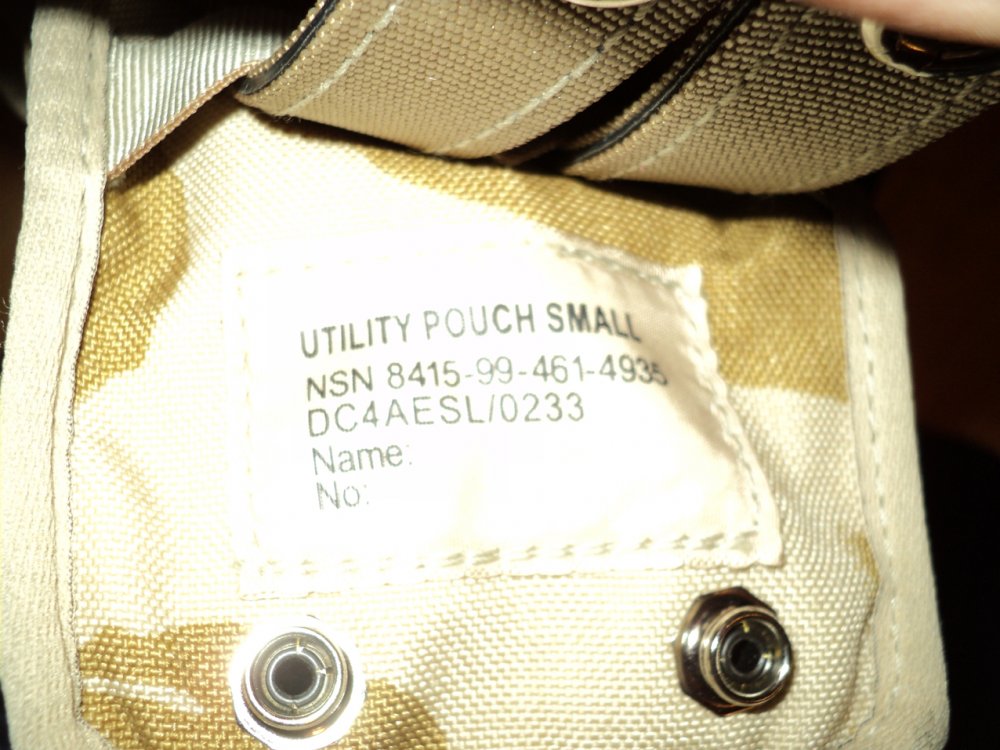 UTILITY POUCH SMALL
NSN 8415-99-461-4935
DC4AESL/0233
Name:
No: